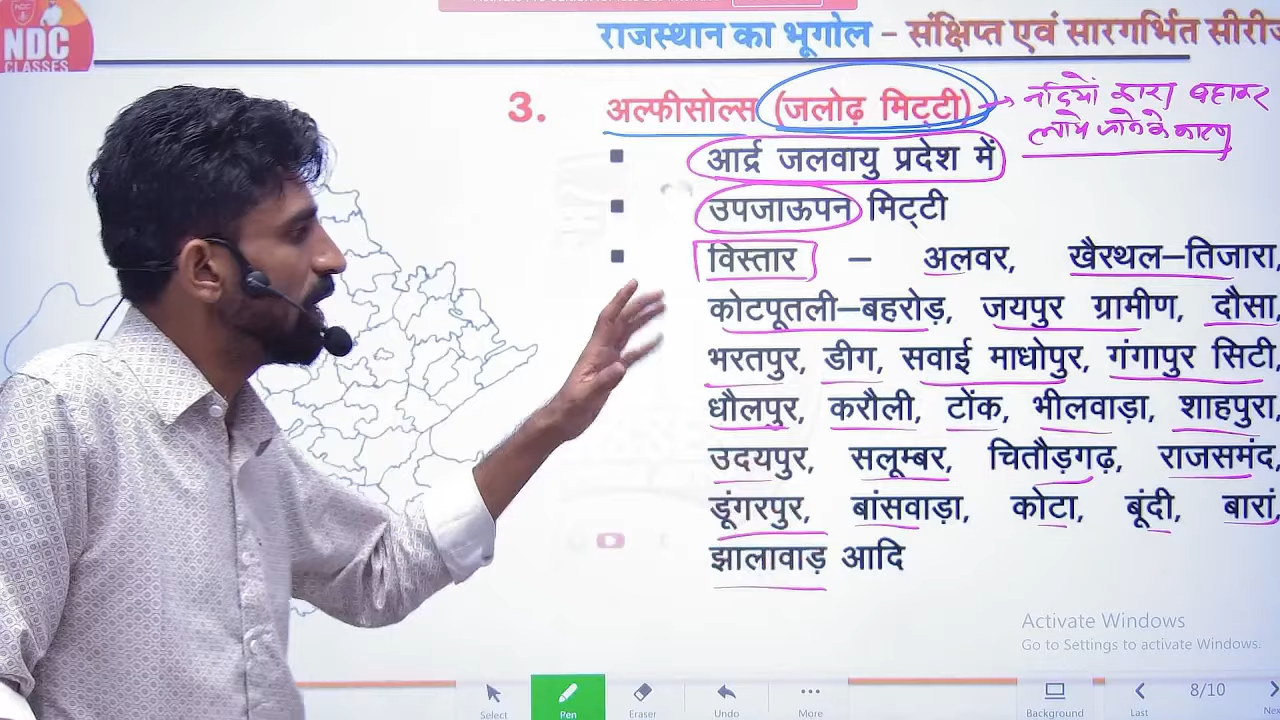 NDC
NDC
CLASSES
राजस्थान का भूगोल – संक्षिप्त एवं सारगर्भित सीरीज
3. अल्फीसोल्स (जलोढ़ मिट्टी) → नदियों द्वारा बहाकर
लाये जाने के कारण
▪ आर्द्र जलवायु प्रदेश में
▪ उपजाऊपन मिट्टी
▪ विस्तार – अलवर, खैरथल–तिजारा,
कोटपूतली–बहरोड़, जयपुर ग्रामीण, दौसा,
भरतपुर, डीग, सवाई माधोपुर, गंगापुर सिटी,
धौलपुर, करौली, टोंक, भीलवाड़ा, शाहपुरा,
उदयपुर, सलूम्बर, चितौड़गढ़, राजसमंद,
डूंगरपुर, बांसवाड़ा, कोटा, बूंदी, बारां,
झालावाड़ आदि
Activate Windows
Go to Settings to activate Windows.
Select Pen Eraser Undo More Background Last 8/10